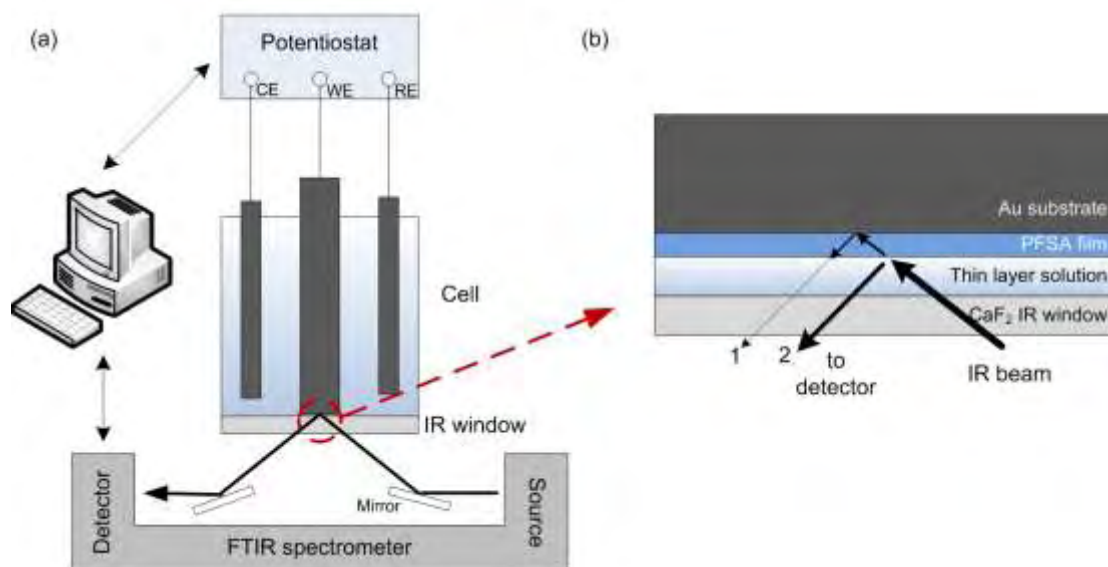 (a)
Potentiostat
CE
WE
RE
Cell
IR window
Mirror
Detector
Source
FTIR spectrometer
(b)
Au substrate
PFSA film
Thin layer solution
CaF₂ IR window
1
2
to
detector
IR beam